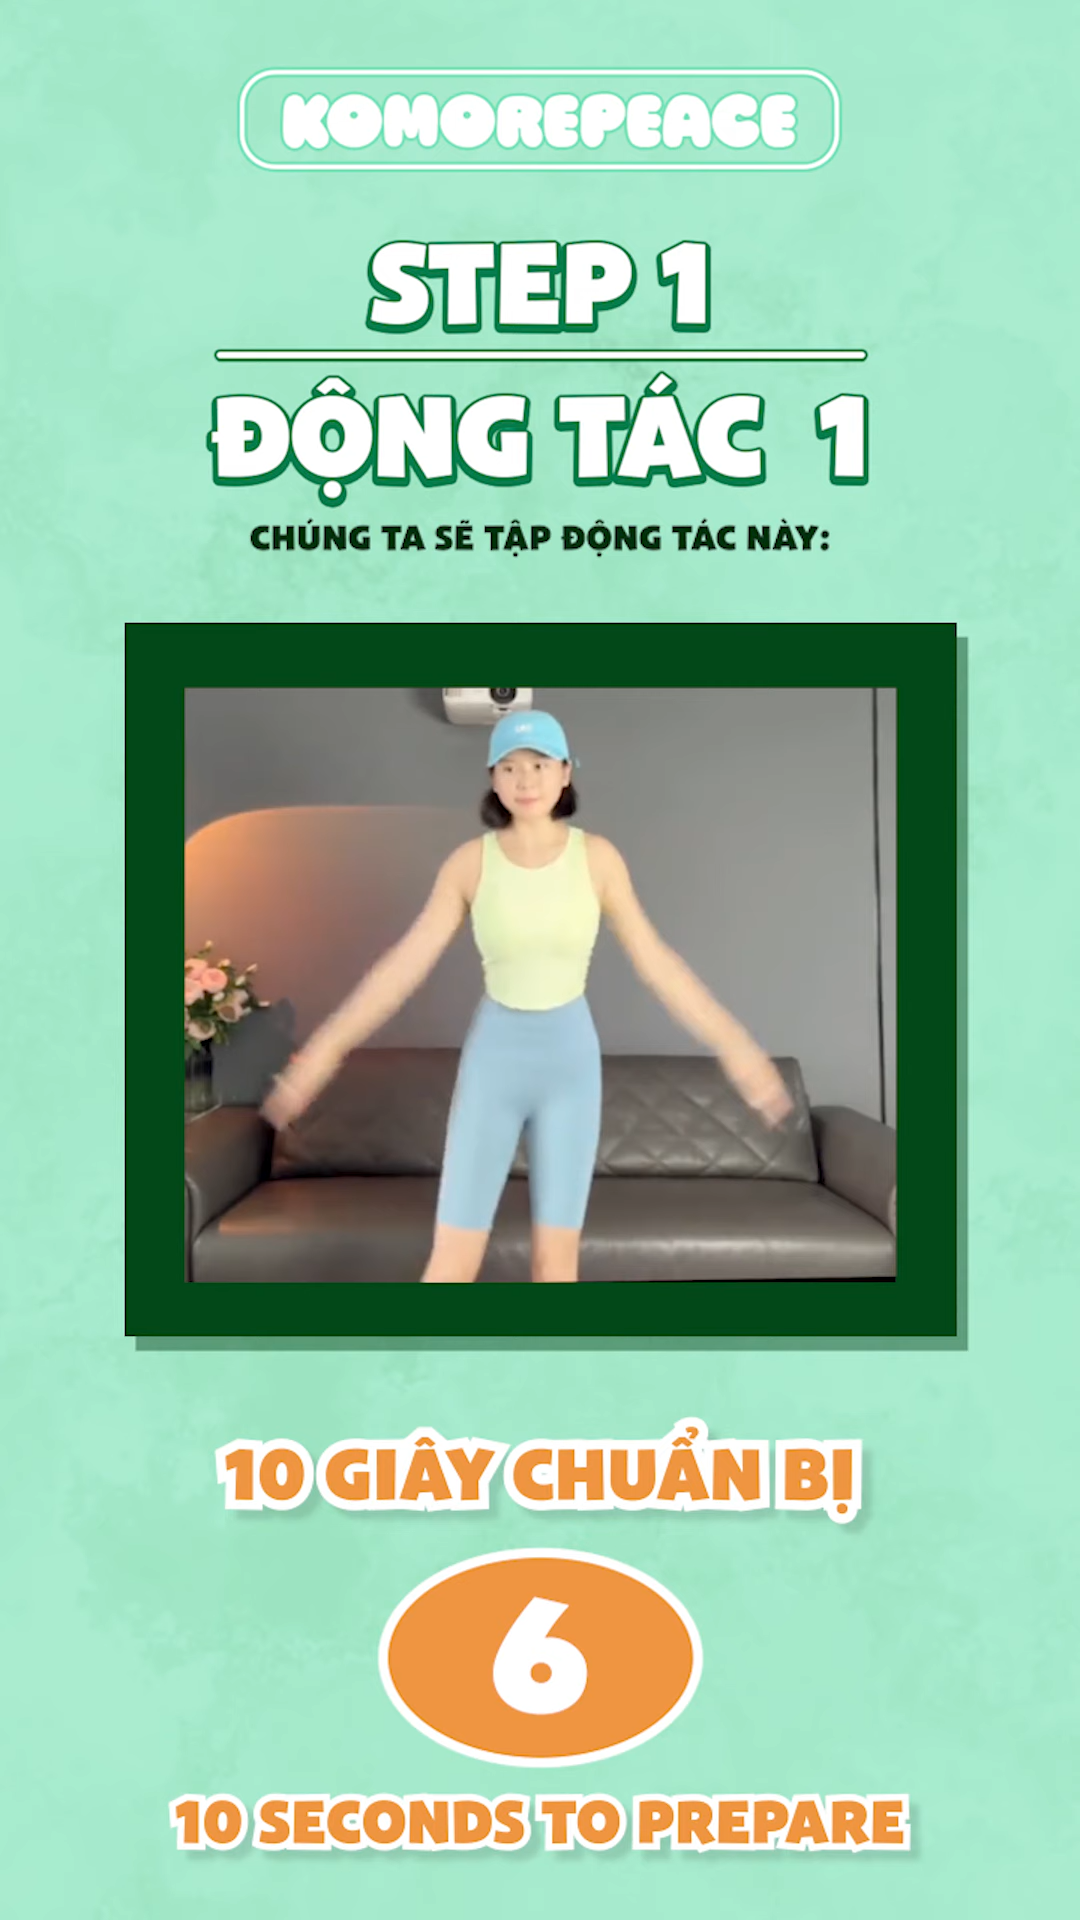 KOMOREPEACE
STEP 1
ĐỘNG TÁC 1
CHÚNG TA SẼ TẬP ĐỘNG TÁC NÀY:
10 GIÂY CHUẨN BỊ
6
10 SECONDS TO PREPARE